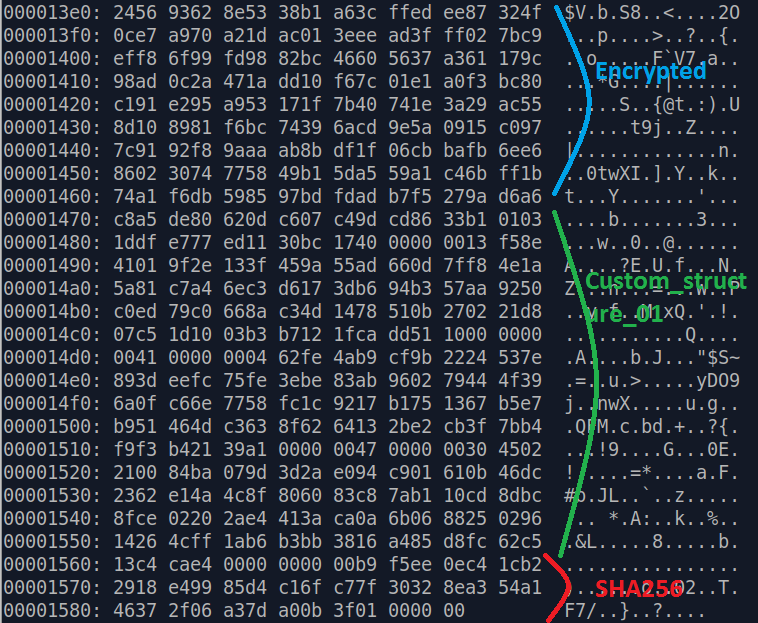 000013e0: 2456 9362 8e53 38b1 a63c ffed ee87 324f $V.b.S8..<....2O
000013f0: 0ce7 a970 a21d ac01 3eee ad3f ff02 7bc9 ...p....>..?..{.
00001400: eff8 6f99 fd98 82bc 4660 5637 a361 179c ..o.....F`V7.a..
00001410: 98ad 0c2a 471a dd10 f67c 01e1 a0f3 bc80 ...*G....|......
00001420: c191 e295 a953 171f 7b40 741e 3a29 ac55 .....S..{@t.:).U
00001430: 8d10 8981 f6bc 7439 6acd 9e5a 0915 c097 ......t9j..Z....
00001440: 7c91 92f8 9aaa ab8b df1f 06cb bafb 6ee6 |.............n.
00001450: 8602 3074 7758 49b1 5da5 59a1 c46b ff1b ..0twXI.].Y..k..
00001460: 74a1 f6db 5985 97bd fdad b7f5 279a d6a6 t...Y.......'...
00001470: c8a5 de80 620d c607 c49d cd86 33b1 0103 ....b.......3...
00001480: 1ddf e777 ed11 30bc 1740 0000 0013 f58e ...w..0..@......
00001490: 4101 9f2e 133f 459a 55ad 660d 7ff8 4e1a A....?E.U.f...N.
000014a0: 5a81 c7a4 6ec3 d617 3db6 94b3 57aa 9250
000014b0: c0ed 79c0 668a c34d 1478 510b 2702 21d8
000014c0: 07c5 1d10 03b3 b712 1fca dd51 1000 0000 ...........Q....
000014d0: 0041 0000 0004 62fe 4ab9 cf9b 2224 537e .A....b.J..."$S~
000014e0: 893d eefc 75fe 3ebe 83ab 9602 7944 4f39 .=..u.>.....yDO9
000014f0: 6a0f c66e 7758 fc1c 9217 b175 1367 b5e7 j..nwX.....u.g..
00001500: b951 464d c363 8f62 6413 2be2 cb3f 7bb4 .QFM.c.bd.+..?{.
00001510: f9f3 b421 39a1 0000 0047 0000 0030 4502 ...!9....G...0E.
00001520: 2100 84ba 079d 3d2a e094 c901 610b 46dc !.....=*....a.F.
00001530: 2362 e14a 4c8f 8060 83c8 7ab1 10cd 8dbc #b.JL..`..z.....
00001540: 8fce 0220 2ae4 413a ca0a 6b06 8825 0296 ... *.A:..k..%..
00001550: 1426 4cff 1ab6 b3bb 3816 a485 d8fc 62c5 .&L.....8.....b.
00001560: 13c4 cae4 0000 0000 00b9 f5ee 0ec4 1cb2 ................
00001570: 2918 e499 85d4 c16f c77f 3032 8ea3 54a1 )......o..02..T.
00001580: 4637 2f06 a37d a00b 3f01 0000 00 F7/..}..?....
Encrypted
Custom_struct
ure_01
SHA256